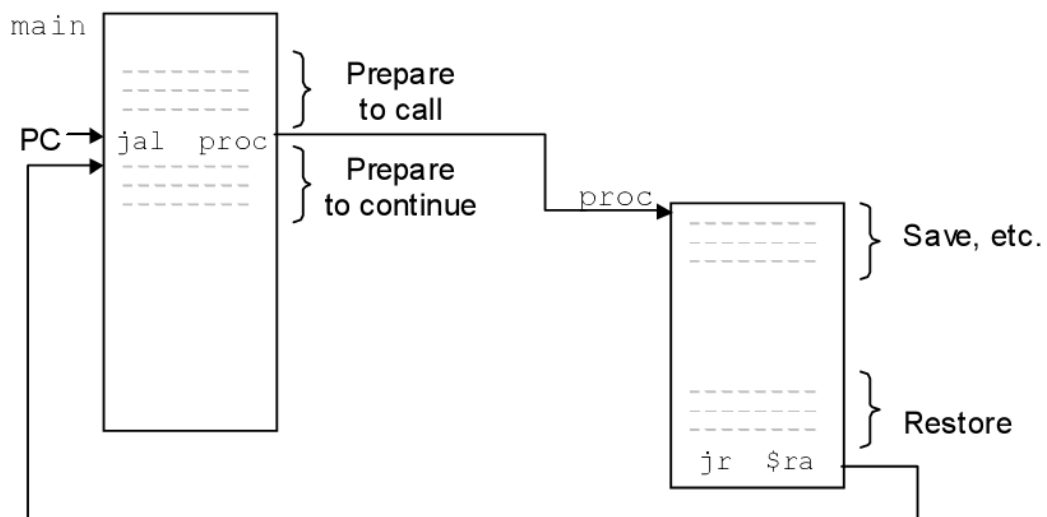 main
Prepare
to call
PC
jal proc
Prepare
to continue
proc
Save, etc.
Restore
jr $ra